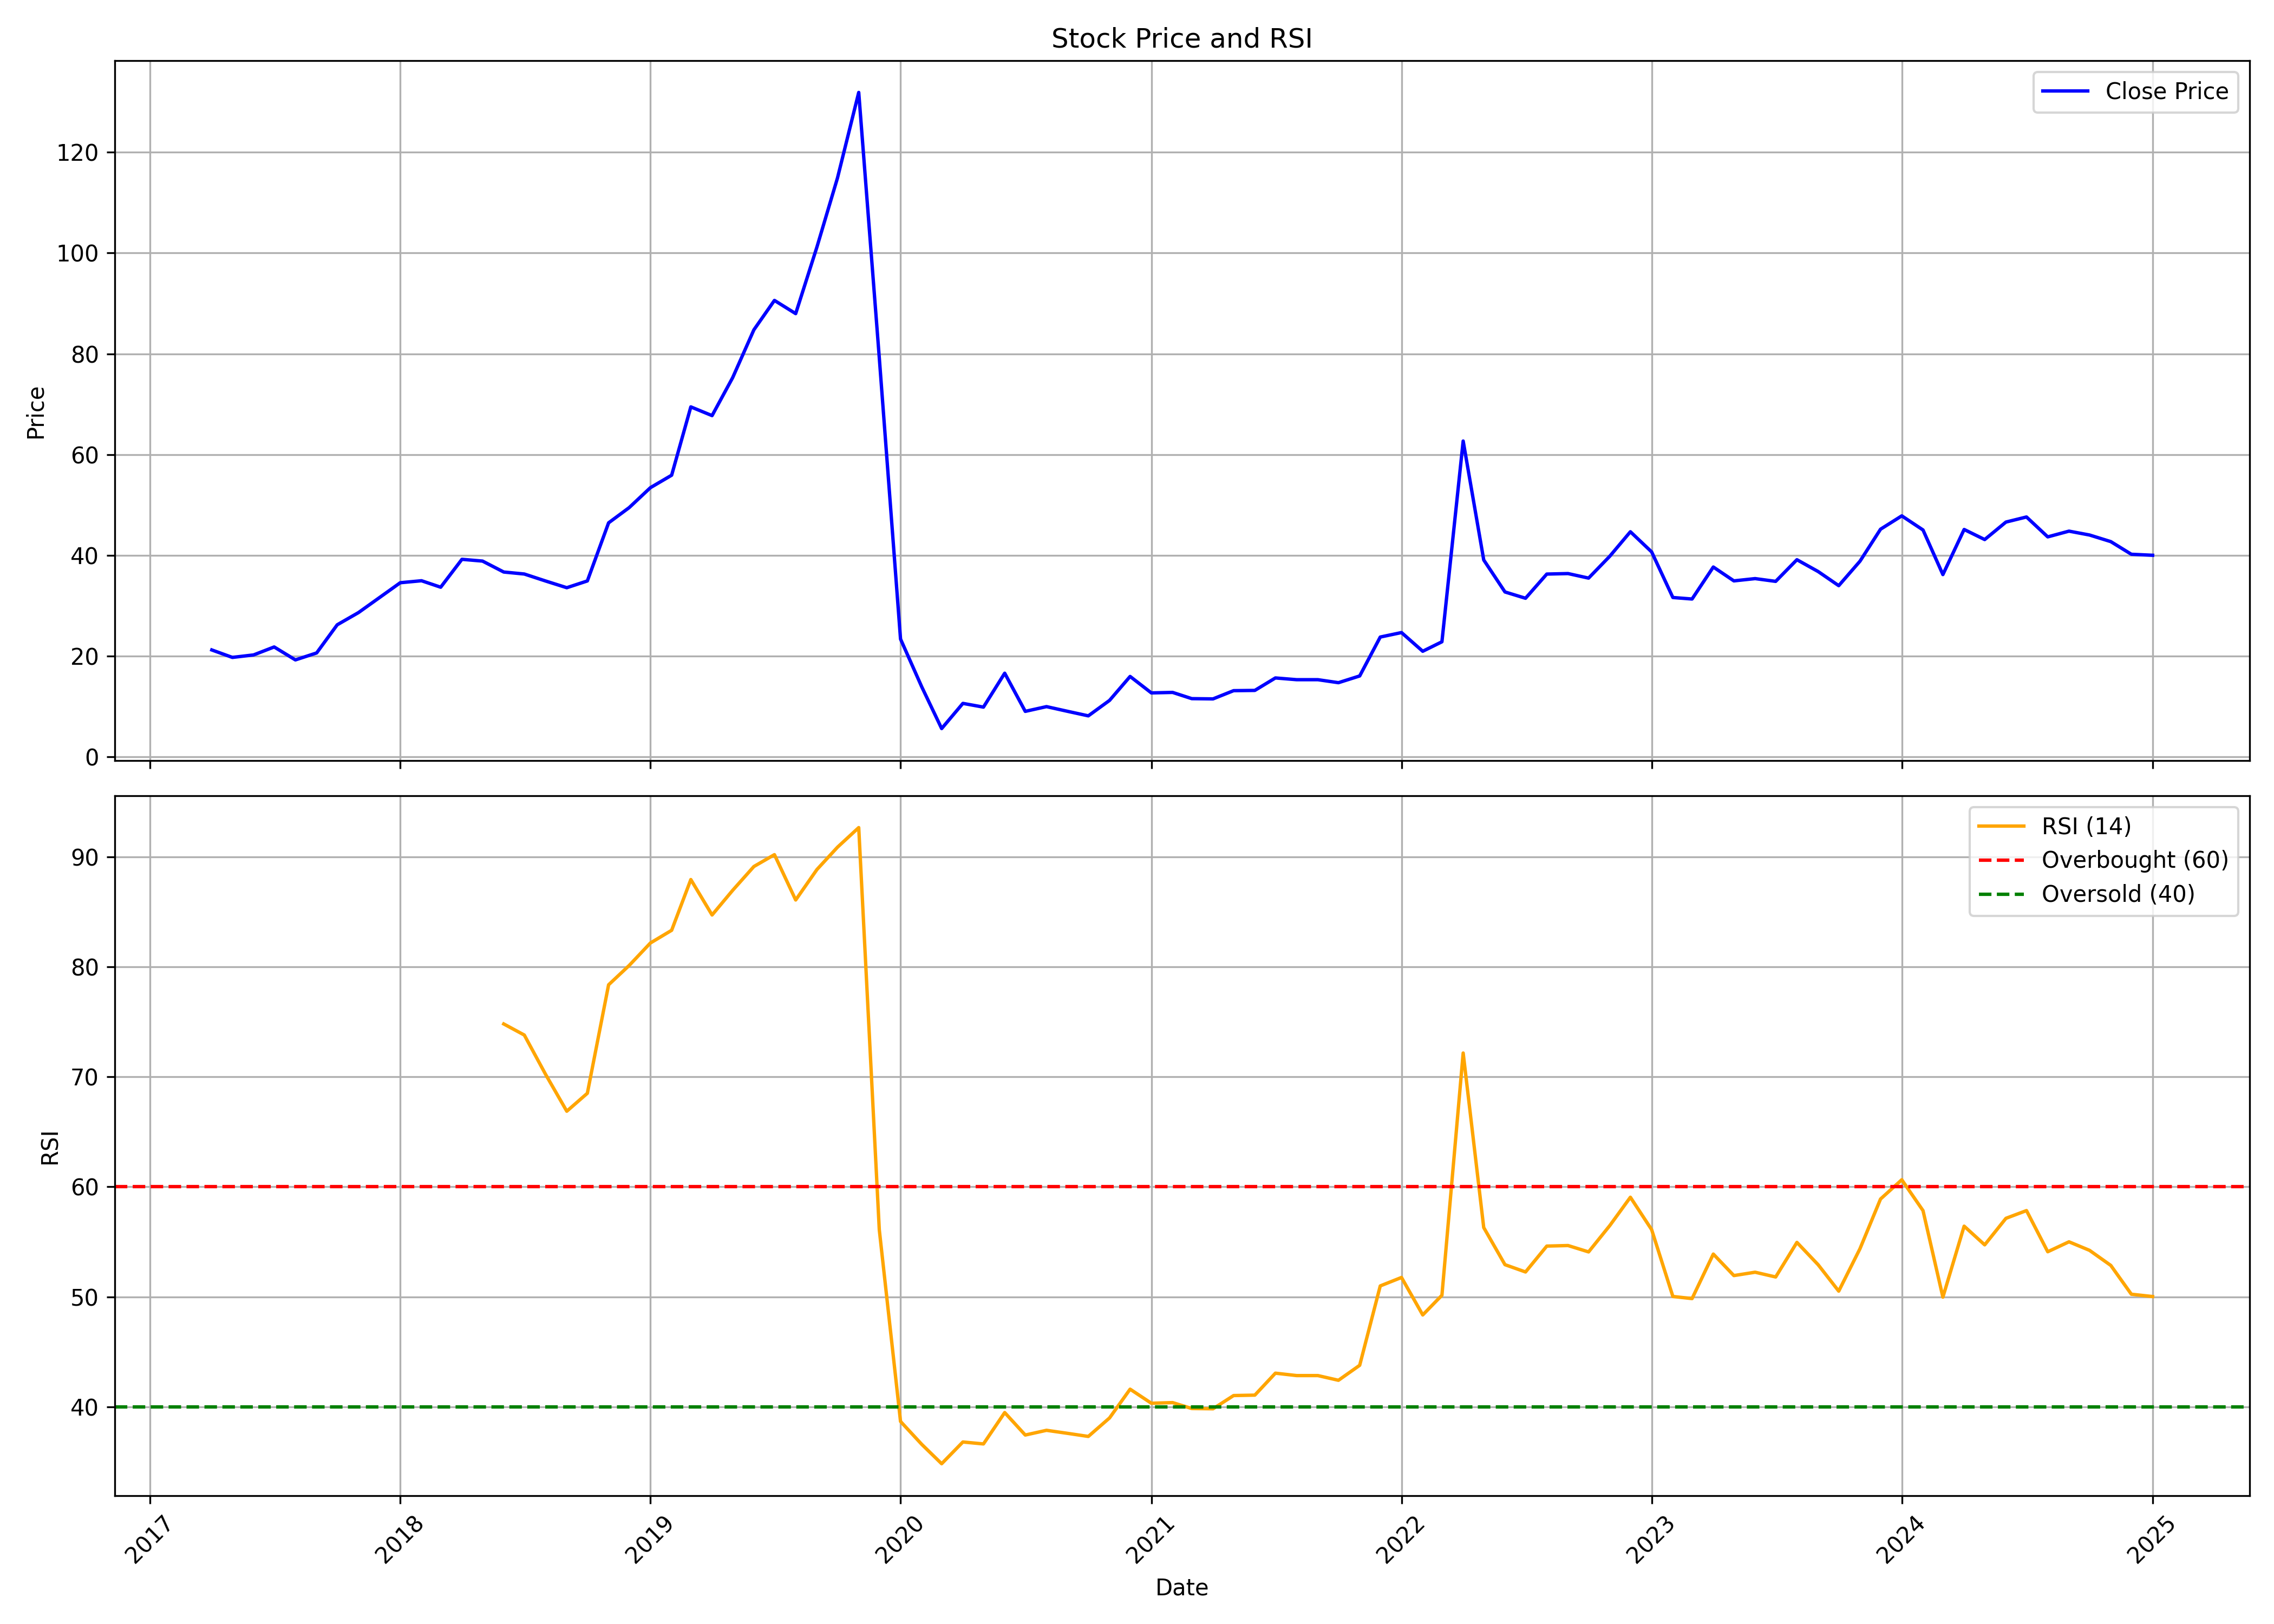 Stock Price and RSI
Close Price
Price
120
100
80
60
40
20
0
RSI (14)
Overbought (60)
Oversold (40)
RSI
90
80
70
60
50
40
2017
2018
2019
2020
2021
2022
2023
2024
2025
Date